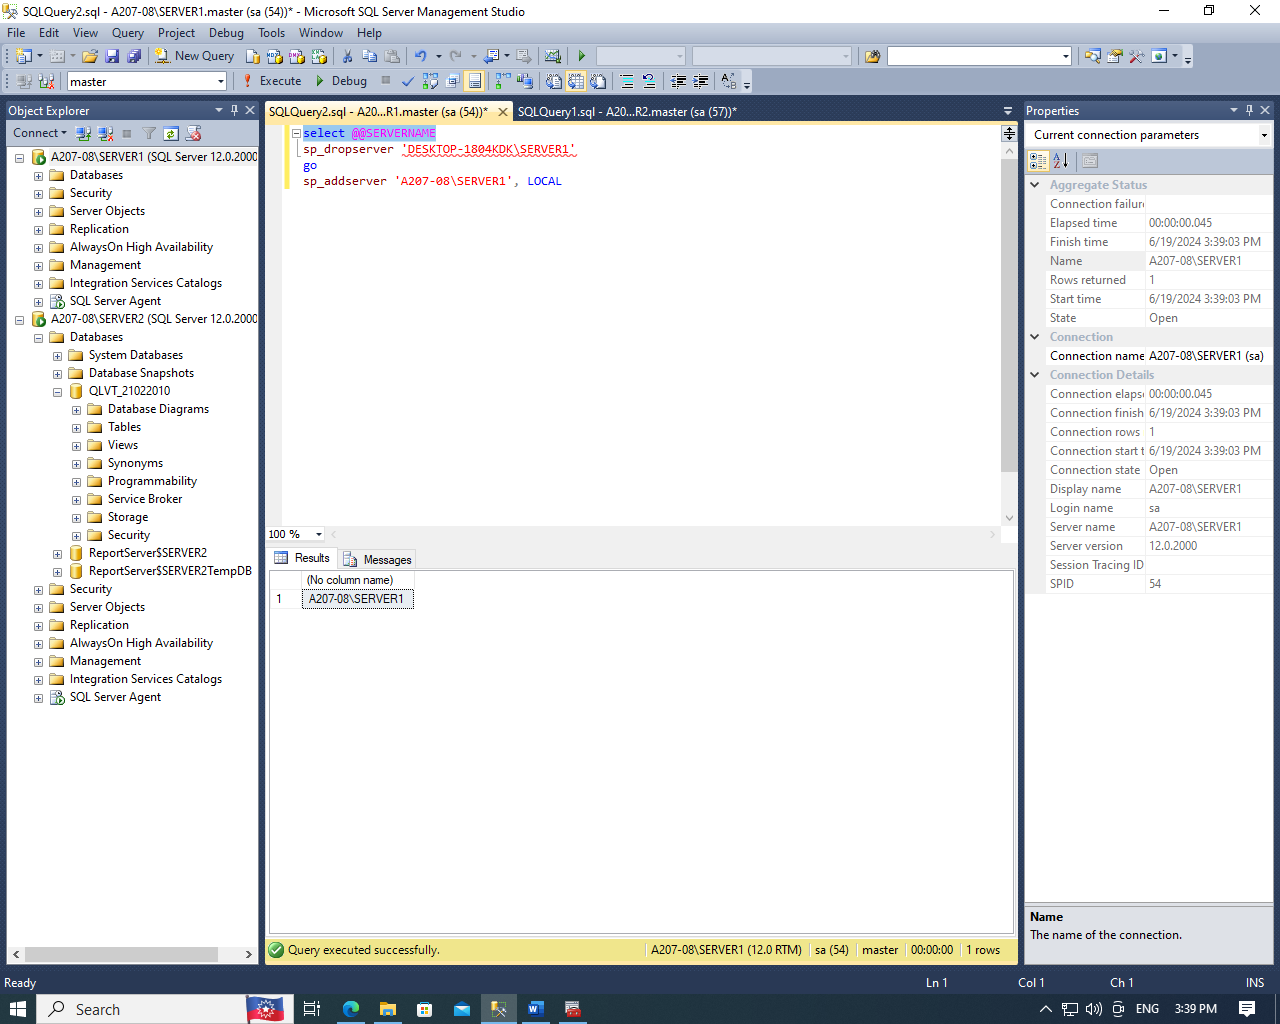 SQLQuery2.sql - A207-08\SERVER1.master (sa (54))* - Microsoft SQL Server Management Studio
File Edit View Query Project Debug Tools Window Help
New Query
master Execute Debug
Object Explorer
Connect
A207-08\SERVER1 (SQL Server 12.0.2000
Databases
Security
Server Objects
Replication
AlwaysOn High Availability
Management
Integration Services Catalogs
SQL Server Agent
A207-08\SERVER2 (SQL Server 12.0.2000
Databases
System Databases
Database Snapshots
QLVT_21022010
Database Diagrams
Tables
Views
Synonyms
Programmability
Service Broker
Storage
Security
ReportServer$SERVER2
ReportServer$SERVER2TempDB
Security
Server Objects
Replication
AlwaysOn High Availability
Management
Integration Services Catalogs
SQL Server Agent
SQLQuery2.sql - A20...R1.master (sa (54))* SQLQuery1.sql - A20...R2.master (sa (57))*
select @@SERVERNAME
sp_dropserver 'DESKTOP-1804KDK\SERVER1'
go
sp_addserver 'A207-08\SERVER1', LOCAL
100 %
Results Messages
(No column name)
1 A207-08\SERVER1
Query executed successfully. A207-08\SERVER1 (12.0 RTM) sa (54) master 00:00:00 1 rows
Properties
Current connection parameters
Aggregate Status
Connection failure
Elapsed time 00:00:00.045
Finish time 6/19/2024 3:39:03 PM
Name A207-08\SERVER1
Rows returned 1
Start time 6/19/2024 3:39:03 PM
State Open
Connection
Connection name A207-08\SERVER1 (sa)
Connection Details
Connection elapse 00:00:00.045
Connection finish 6/19/2024 3:39:03 PM
Connection rows 1
Connection start t 6/19/2024 3:39:03 PM
Connection state Open
Display name A207-08\SERVER1
Login name sa
Server name A207-08\SERVER1
Server version 12.0.2000
Session Tracing ID
SPID 54
Name
The name of the connection.
Ready Ln 1 Col 1 Ch 1 INS
Search ENG 3:39 PM